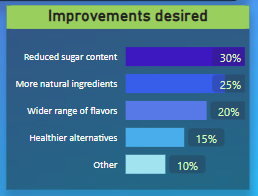 Improvements desired
Reduced sugar content 30%
More natural ingredients 25%
Wider range of flavors 20%
Healthier alternatives 15%
Other 10%